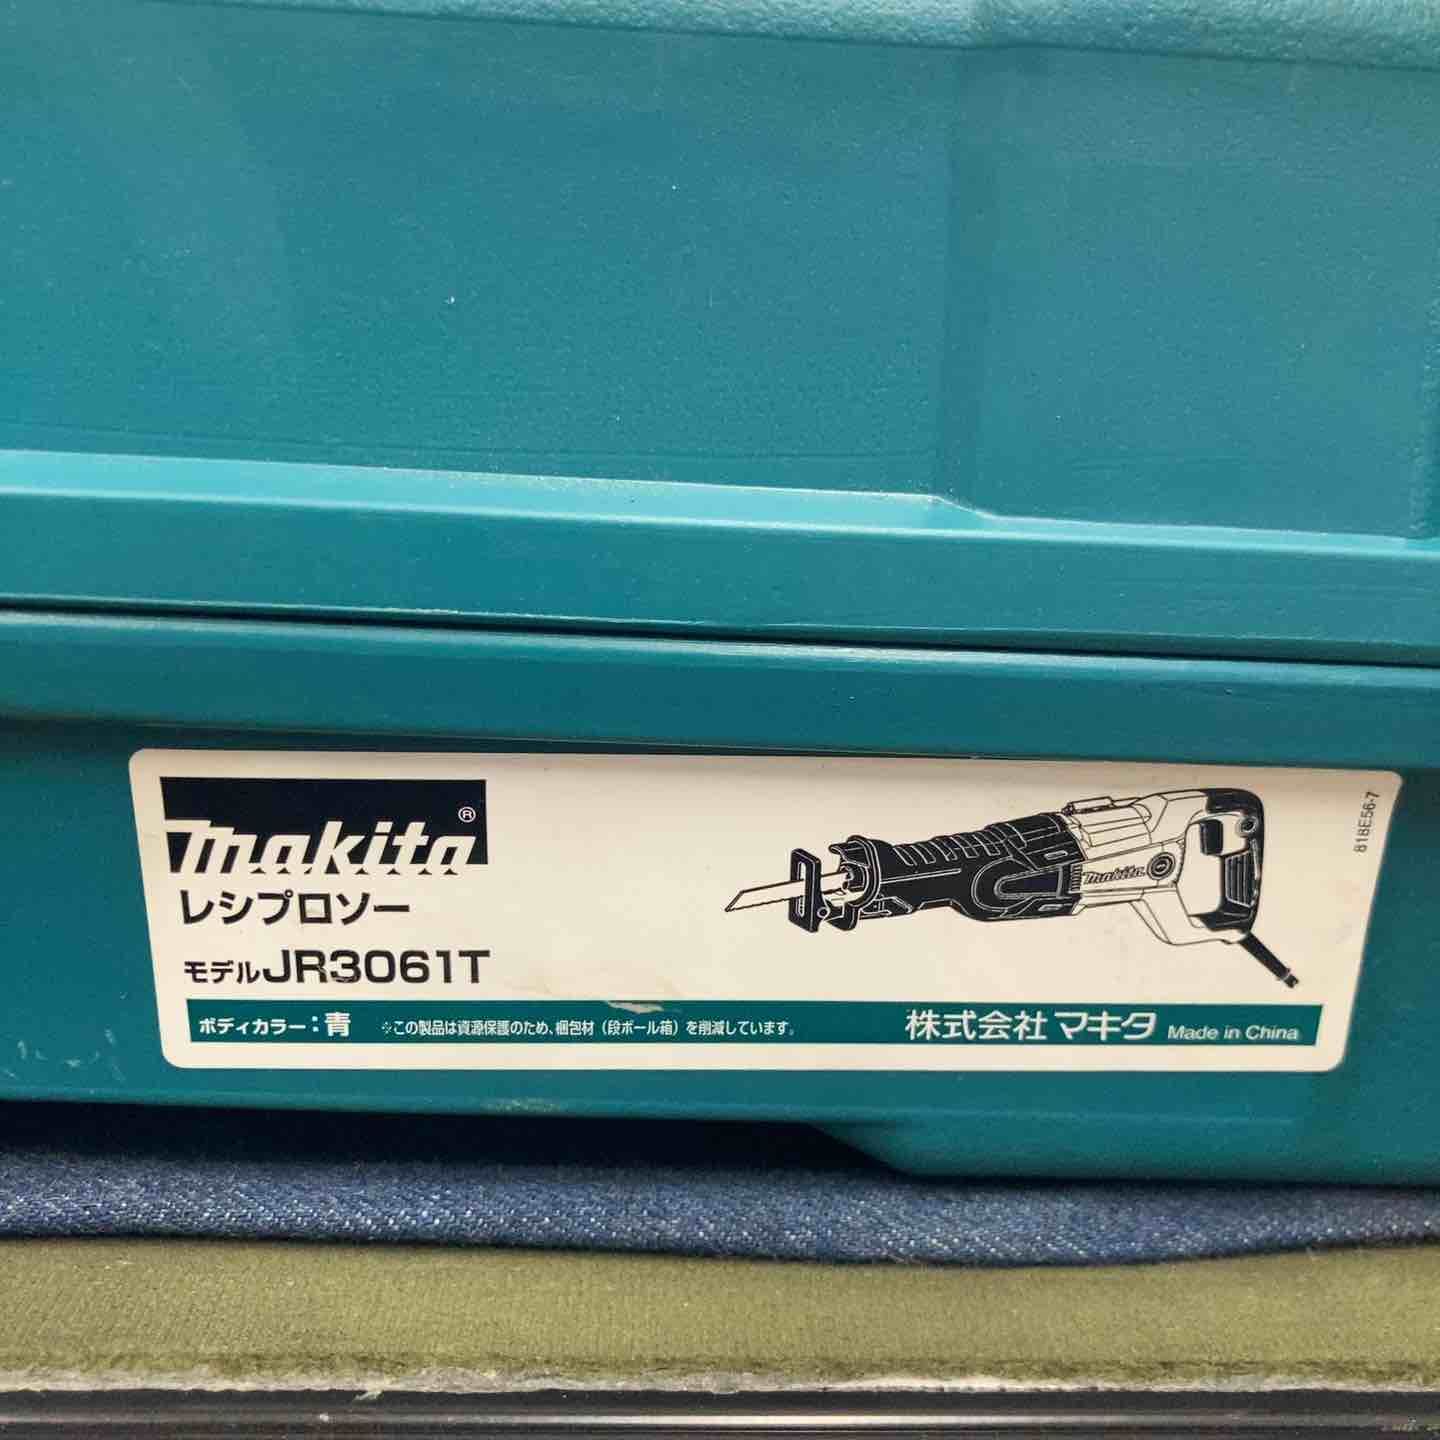 makita®
レシプロソー
モデルJR3061T
ボディカラー：青 ※この製品は資源保護のため、梱包材（段ボール箱）を削減しています。
株式会社マキタ Made in China
makita
818E56-7